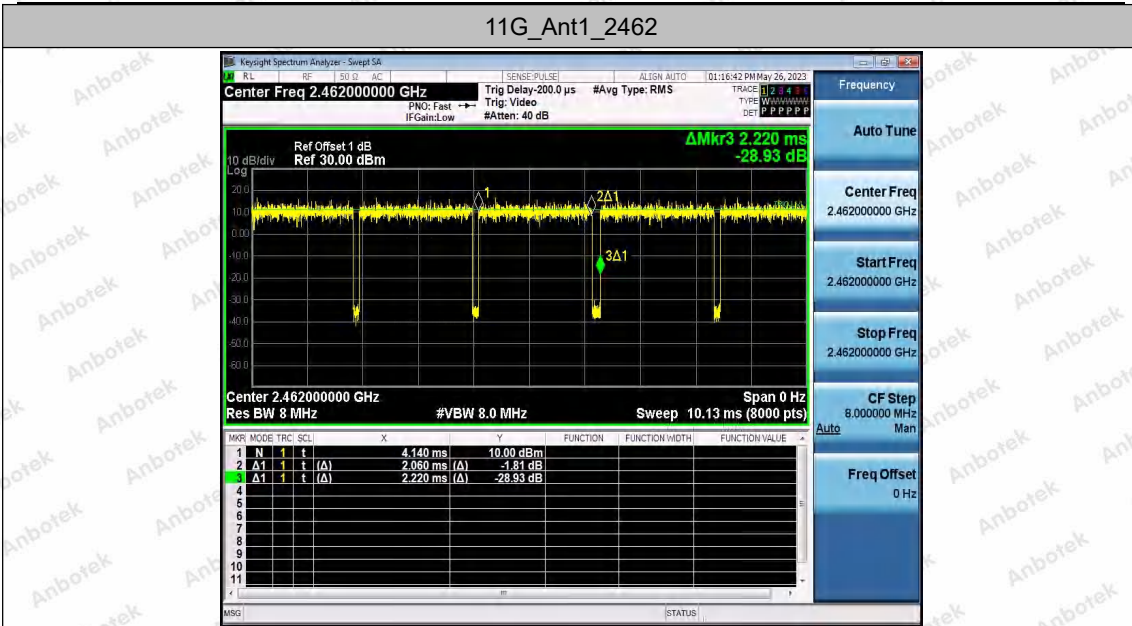 11G_Ant1_2462
Keysight Spectrum Analyzer - Swept SA
RL RF 50 Ω AC SENSE:PULSE ALIGN AUTO 01:16:42 PM May 26, 2023
Center Freq 2.462000000 GHz
PNO: Fast
IFGain:Low
Trig Delay-200.0 µs
Trig: Video
#Atten: 40 dB
#Avg Type: RMS
TRACE 1 2 3 4 5 6
TYPE WWWWWW
DET P P P P P P
ΔMkr3 2.220 ms
-28.93 dB
10 dB/div
Log
Ref Offset 1 dB
Ref 30.00 dBm
20.0
10.0
0.00
-10.0
-20.0
-30.0
-40.0
-50.0
-60.0
1
2Δ1
3Δ1
Center 2.462000000 GHz Span 0 Hz
Res BW 8 MHz #VBW 8.0 MHz Sweep 10.13 ms (8000 pts)
MKR MODE TRC SCL X Y FUNCTION FUNCTION WIDTH FUNCTION VALUE
1 N 1 t 4.140 ms 10.00 dBm
2 Δ1 1 t (Δ) 2.060 ms (Δ) -1.81 dB
3 Δ1 1 t (Δ) 2.220 ms (Δ) -28.93 dB
4
5
6
7
8
9
10
11
MSG STATUS
Frequency
Auto Tune
Center Freq
2.462000000 GHz
Start Freq
2.462000000 GHz
Stop Freq
2.462000000 GHz
CF Step
8.000000 MHz
Auto Man
Freq Offset
0 Hz
Anbotek